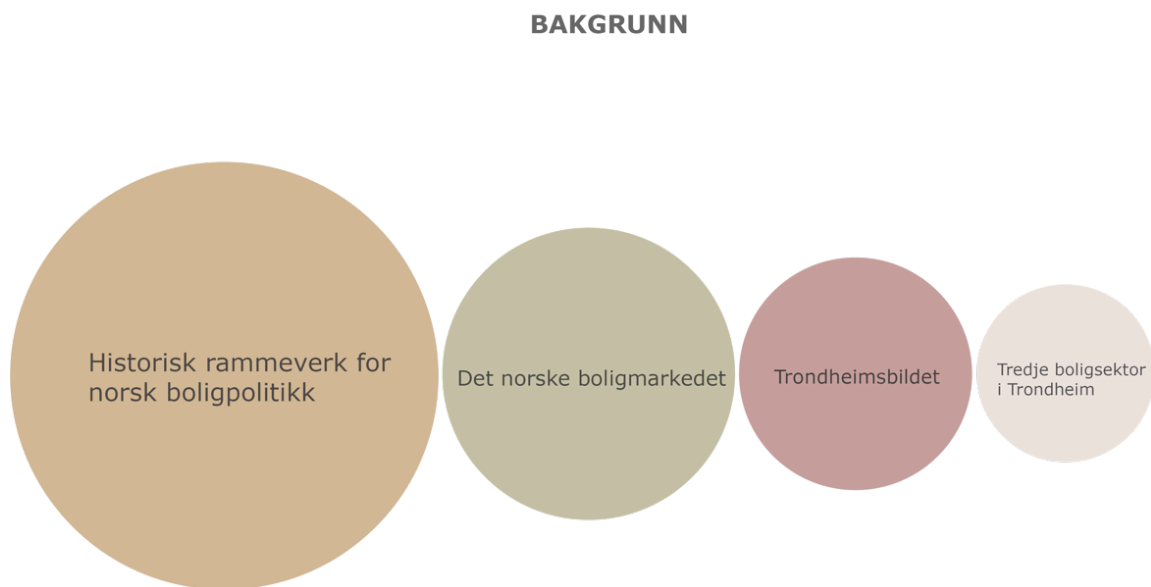 BAKGRUNN
Historisk rammeverk for
norsk boligpolitikk
Det norske boligmarkedet
Trondheimsbildet
Tredje boligsektor
i Trondheim